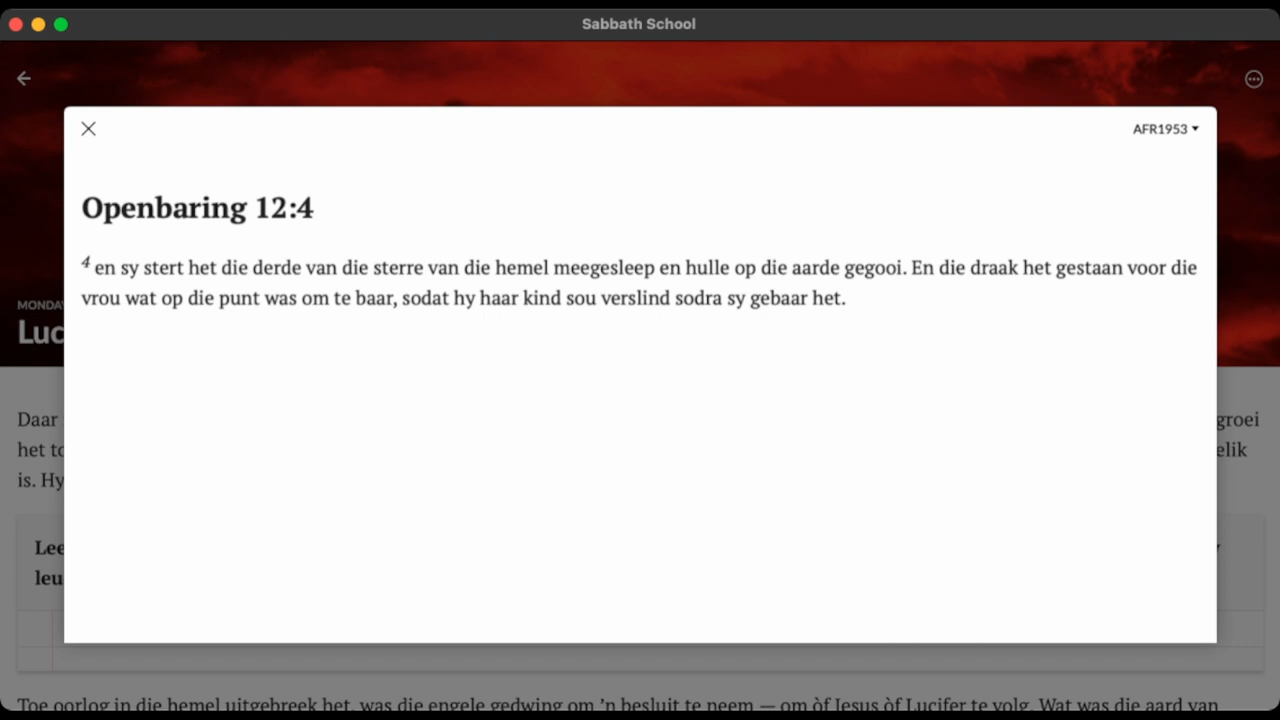 Sabbath School
AFR1953
Openbaring 12:4
4 en sy stert het die derde van die sterre van die hemel meegesleep en hulle op die aarde gegooi. En die draak het gestaan voor die
vrou wat op die punt was om te baar, sodat hy haar kind sou verslind sodra sy gebaar het.
MONDAY
Luc
Daar
groei
het to
elik
is. Hy
Lee
leu
Toe oorlog in die hemel uitgebreek het, was die engele gedwing om ’n besluit te neem — om òf Jesus òf Lucifer te volg. Wat was die aard van